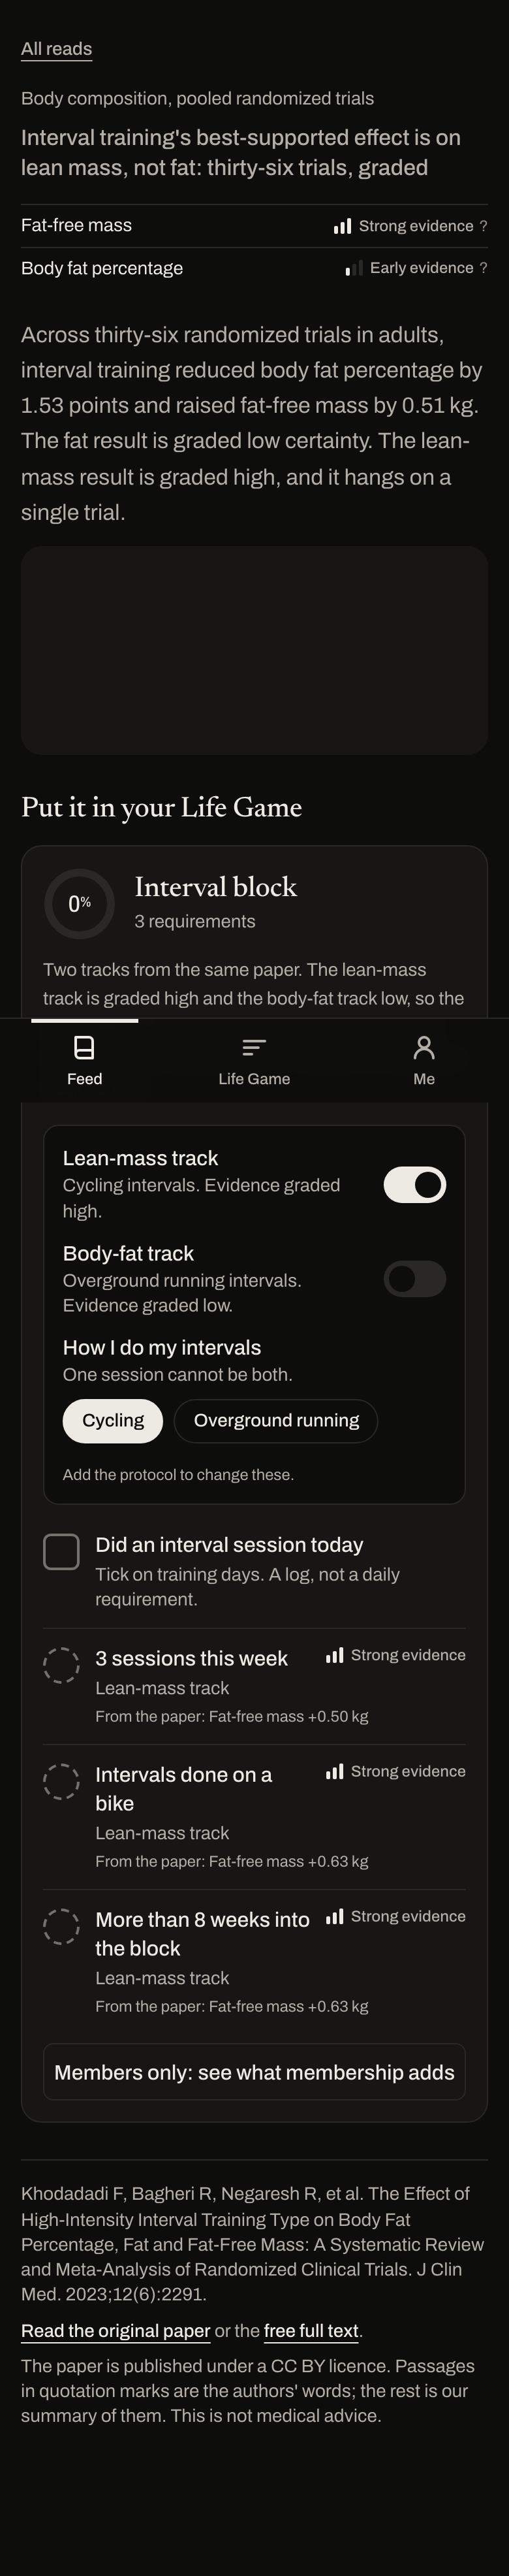 All reads
Body composition, pooled randomized trials
Interval training's best-supported effect is on
lean mass, not fat: thirty-six trials, graded
Fat-free mass Strong evidence ?
Body fat percentage Early evidence ?
Across thirty-six randomized trials in adults,
interval training reduced body fat percentage by
1.53 points and raised fat-free mass by 0.51 kg.
The fat result is graded low certainty. The lean-
mass result is graded high, and it hangs on a
single trial.
Put it in your Life Game
0%
Interval block
3 requirements
Two tracks from the same paper. The lean-mass
track is graded high and the body-fat track low, so the
Feed Life Game Me
Lean-mass track
Cycling intervals. Evidence graded
high.
Body-fat track
Overground running intervals.
Evidence graded low.
How I do my intervals
One session cannot be both.
Cycling Overground running
Add the protocol to change these.
Did an interval session today
Tick on training days. A log, not a daily
requirement.
3 sessions this week Strong evidence
Lean-mass track
From the paper: Fat-free mass +0.50 kg
Intervals done on a Strong evidence
bike
Lean-mass track
From the paper: Fat-free mass +0.63 kg
More than 8 weeks into Strong evidence
the block
Lean-mass track
From the paper: Fat-free mass +0.63 kg
Members only: see what membership adds
Khodadadi F, Bagheri R, Negaresh R, et al. The Effect of
High-Intensity Interval Training Type on Body Fat
Percentage, Fat and Fat-Free Mass: A Systematic Review
and Meta-Analysis of Randomized Clinical Trials. J Clin
Med. 2023;12(6):2291.
Read the original paper or the free full text.
The paper is published under a CC BY licence. Passages
in quotation marks are the authors' words; the rest is our
summary of them. This is not medical advice.